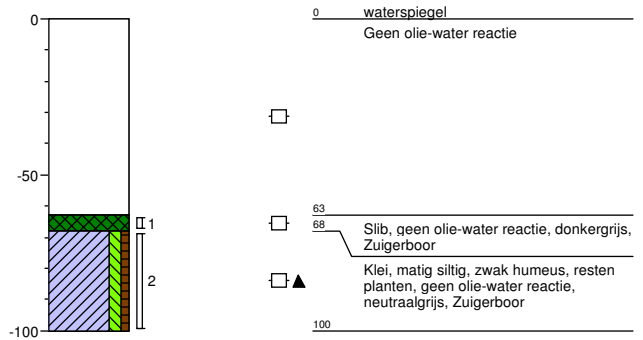 0
-50
-100
1
2
0 waterspiegel
Geen olie-water reactie
63
68
Slib, geen olie-water reactie, donkergrijs,
Zuigerboor
Klei, matig siltig, zwak humeus, resten
planten, geen olie-water reactie,
neutraalgrijs, Zuigerboor
100